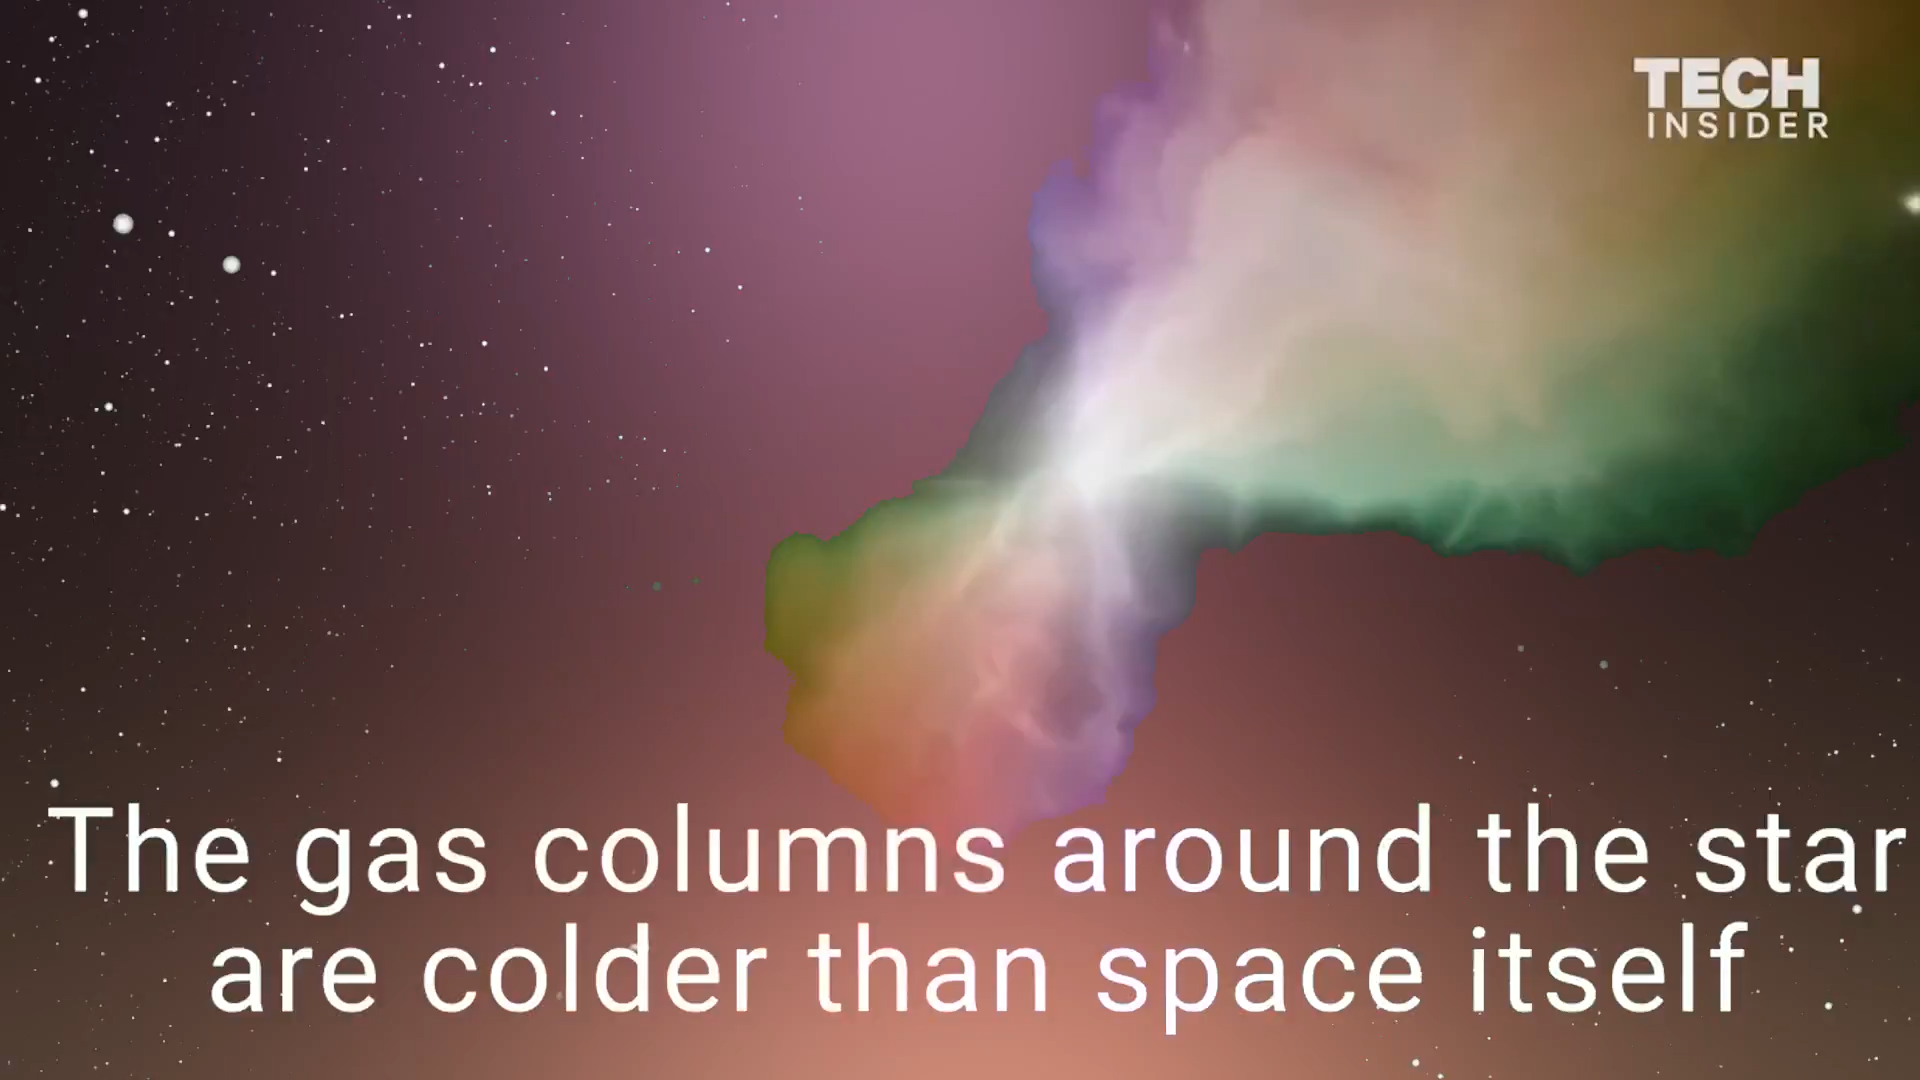 TECH
INSIDER
The gas columns around the star
are colder than space itself